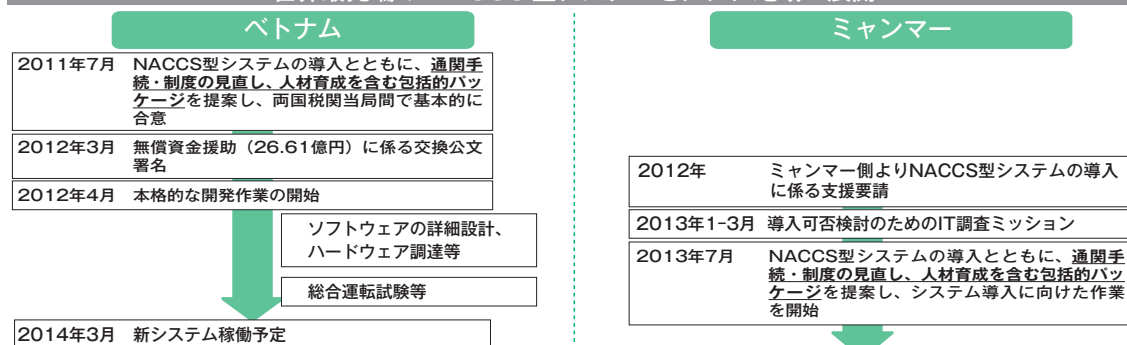 ベトナム
2011年7月 NACCS型システムの導入とともに、通関手
続・制度の見直し、人材育成を含む包括的パッ
ケージを提案し、両国税関当局間で基本的に
合意
2012年3月 無償資金援助（26.61億円）に係る交換公文
署名
2012年4月 本格的な開発作業の開始
ソフトウェアの詳細設計、
ハードウェア調達等
総合運転試験等
2014年3月 新システム稼働予定
ミャンマー
2012年 ミャンマー側よりNACCS型システムの導入
に係る支援要請
2013年1-3月 導入可否検討のためのIT調査ミッション
2013年7月 NACCS型システムの導入とともに、通関手
続・制度の見直し、人材育成を含む包括的パッ
ケージを提案し、システム導入に向けた作業
を開始